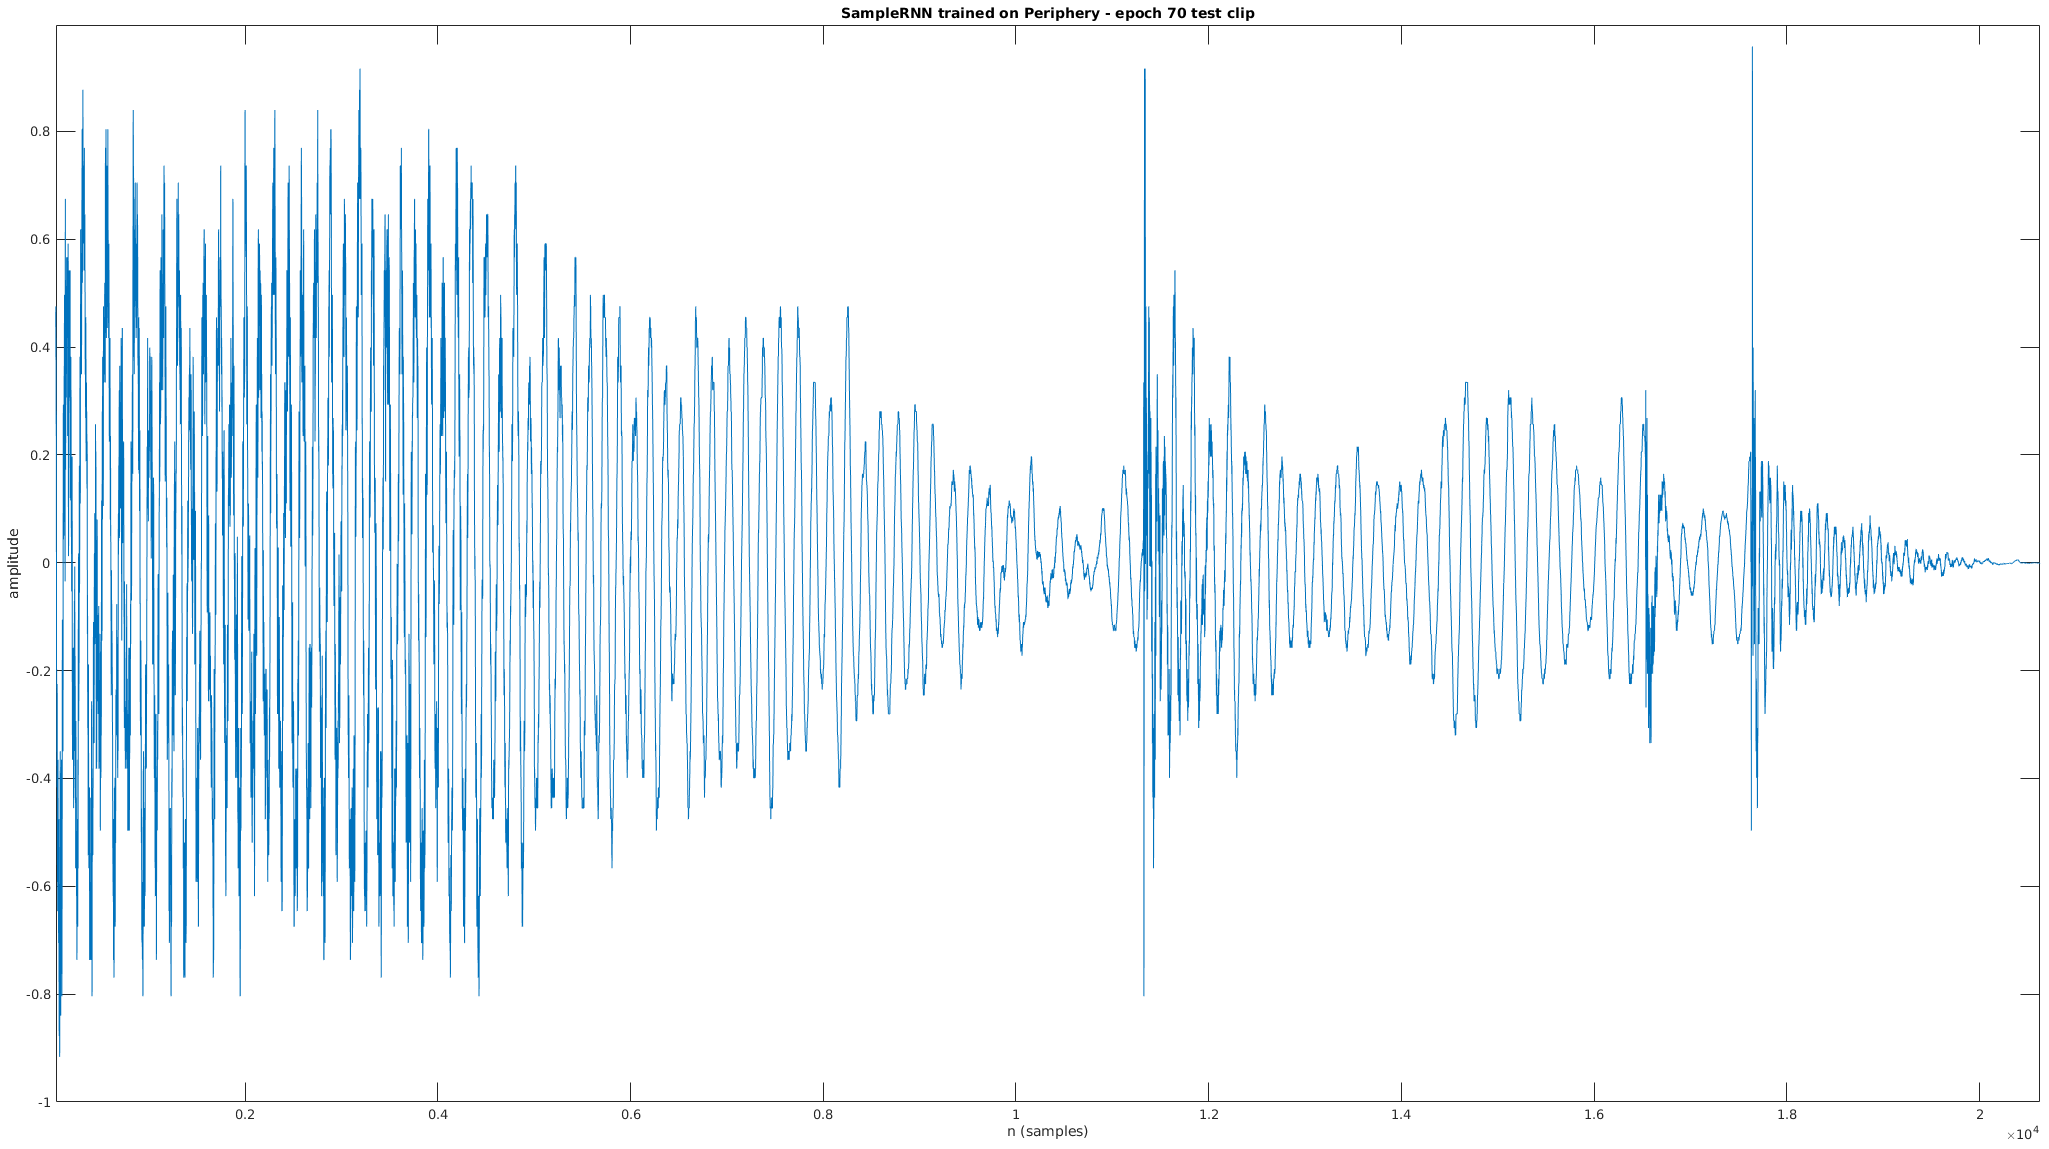 SampleRNN trained on Periphery - epoch 70 test clip
0.8
0.6
0.4
0.2
0
-0.2
-0.4
-0.6
-0.8
-1
amplitude
0.2 0.4 0.6 0.8 1 1.2 1.4 1.6 1.8 2
n (samples)
×10⁴